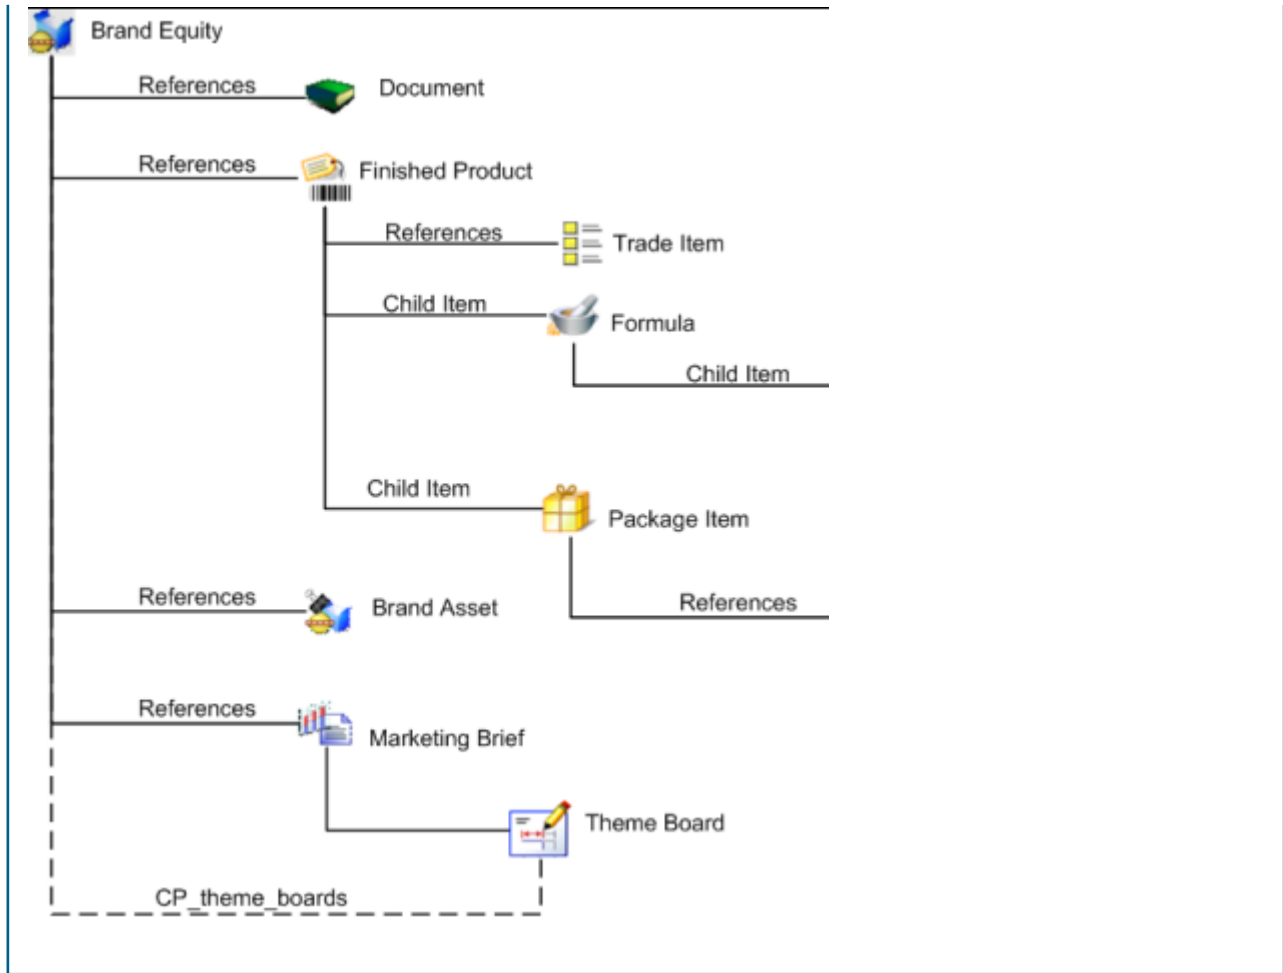 Brand Equity
References
Document
References
Finished Product
References
Trade Item
Child Item
Formula
Child Item
Child Item
Package Item
References
Brand Asset
References
References
Marketing Brief
Theme Board
CP_theme_boards